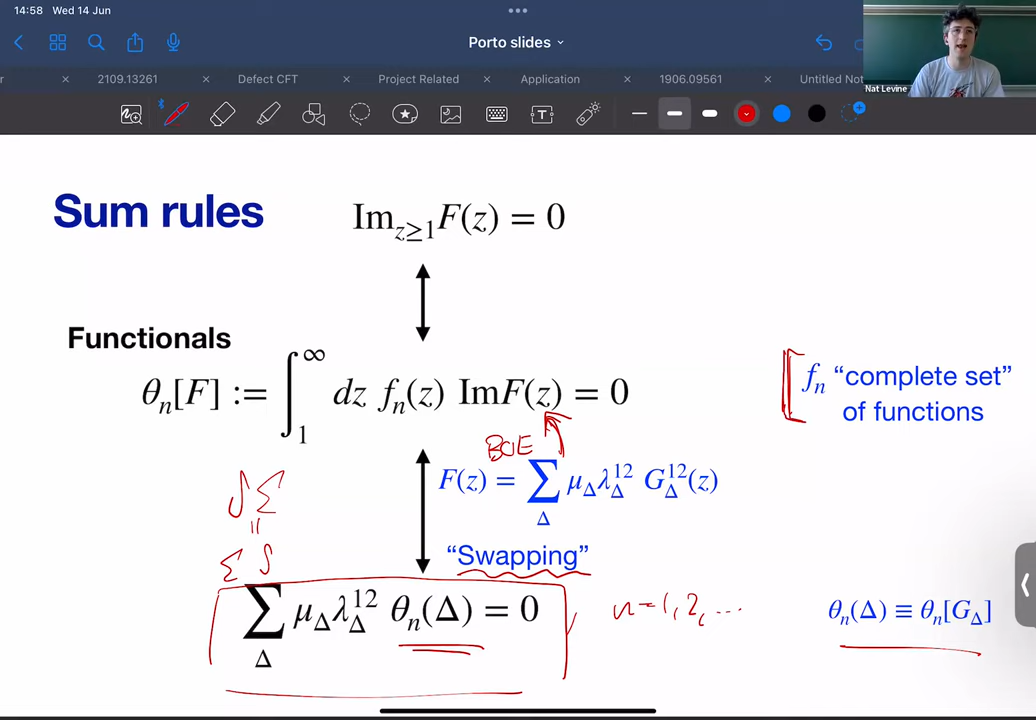 14:58 Wed 14 Jun
Porto slides
r
2109.13261
Defect CFT
Project Related
Application
1906.09561
Untitled Not
Nat Levine
Sum rules
Im_{z≥1}F(z) = 0
Functionals
θ_n[F] := ∫_1^∞ dz f_n(z) ImF(z) = 0
f_n “complete set”
of functions
BOE
F(z) = ∑_Δ μ_Δ λ_Δ^{12} G_Δ^{12}(z)
∫ ∑
=
∑ ∫
“Swapping”
∑_Δ μ_Δ λ_Δ^{12} θ_n(Δ) = 0 , n = 1, 2, ...
θ_n(Δ) ≡ θ_n[G_Δ]